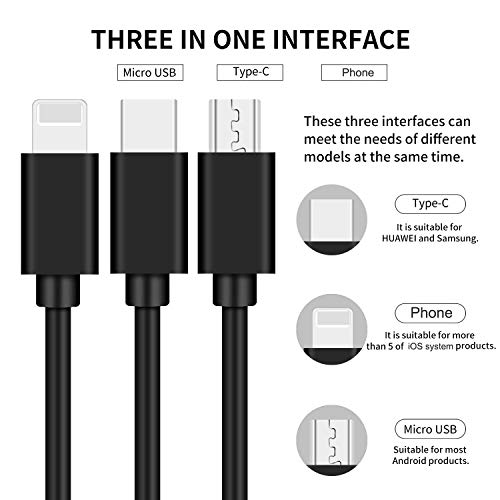 THREE IN ONE INTERFACE
Micro USB
Type-C
Phone
These three interfaces can
meet the needs of different
models at the same time.
Type-C
It is suitable for
HUAWEI and Samsung.
Phone
It is suitable for more
than 5 of iOS system products.
Micro USB
Suitable for most
Android products.